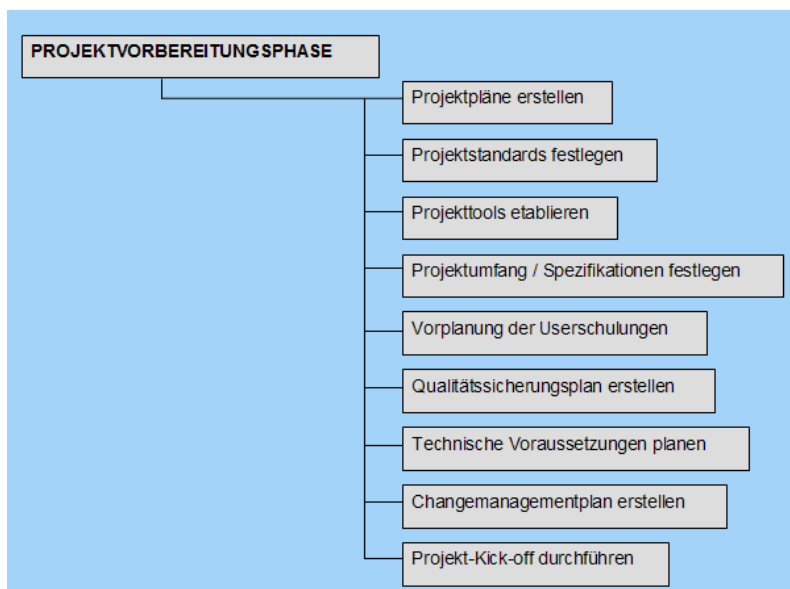 PROJEKTVORBEREITUNGSPHASE
Projektpläne erstellen
Projektstandards festlegen
Projekttools etablieren
Projektumfang / Spezifikationen festlegen
Vorplanung der Userschulungen
Qualitätssicherungsplan erstellen
Technische Voraussetzungen planen
Changemanagementplan erstellen
Projekt-Kick-off durchführen